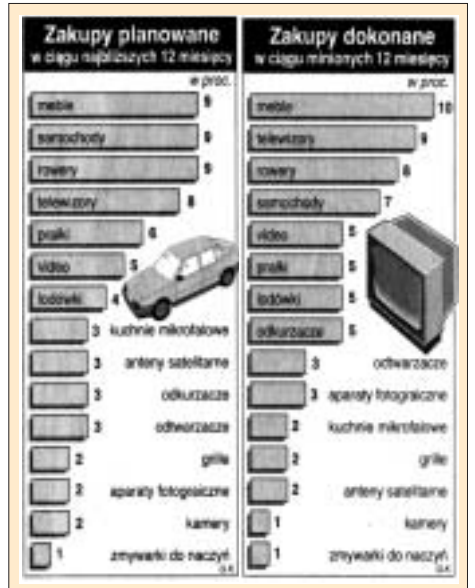 Zakupy planowane
w ciągu najbliższych 12 miesięcy
w proc.
meble 9
samochody 9
rowery 9
telewizory 8
pralki 6
video 5
lodówki 4
3 kuchnie mikrofalowe
3 anteny satelitarne
3 odkurzacze
3 odtwarzacze
2 grille
2 aparaty fotograficzne
2 kamery
1 zmywarki do naczyń
Zakupy dokonane
w ciągu minionych 12 miesięcy
w proc.
meble 10
telewizory 9
rowery 8
samochody 7
video 5
pralki 5
lodówki 5
odkurzacze 5
3 odtwarzacze
3 aparaty fotograficzne
2 kuchnie mikrofalowe
2 grille
2 anteny satelitarne
1 kamery
1 zmywarki do naczyń